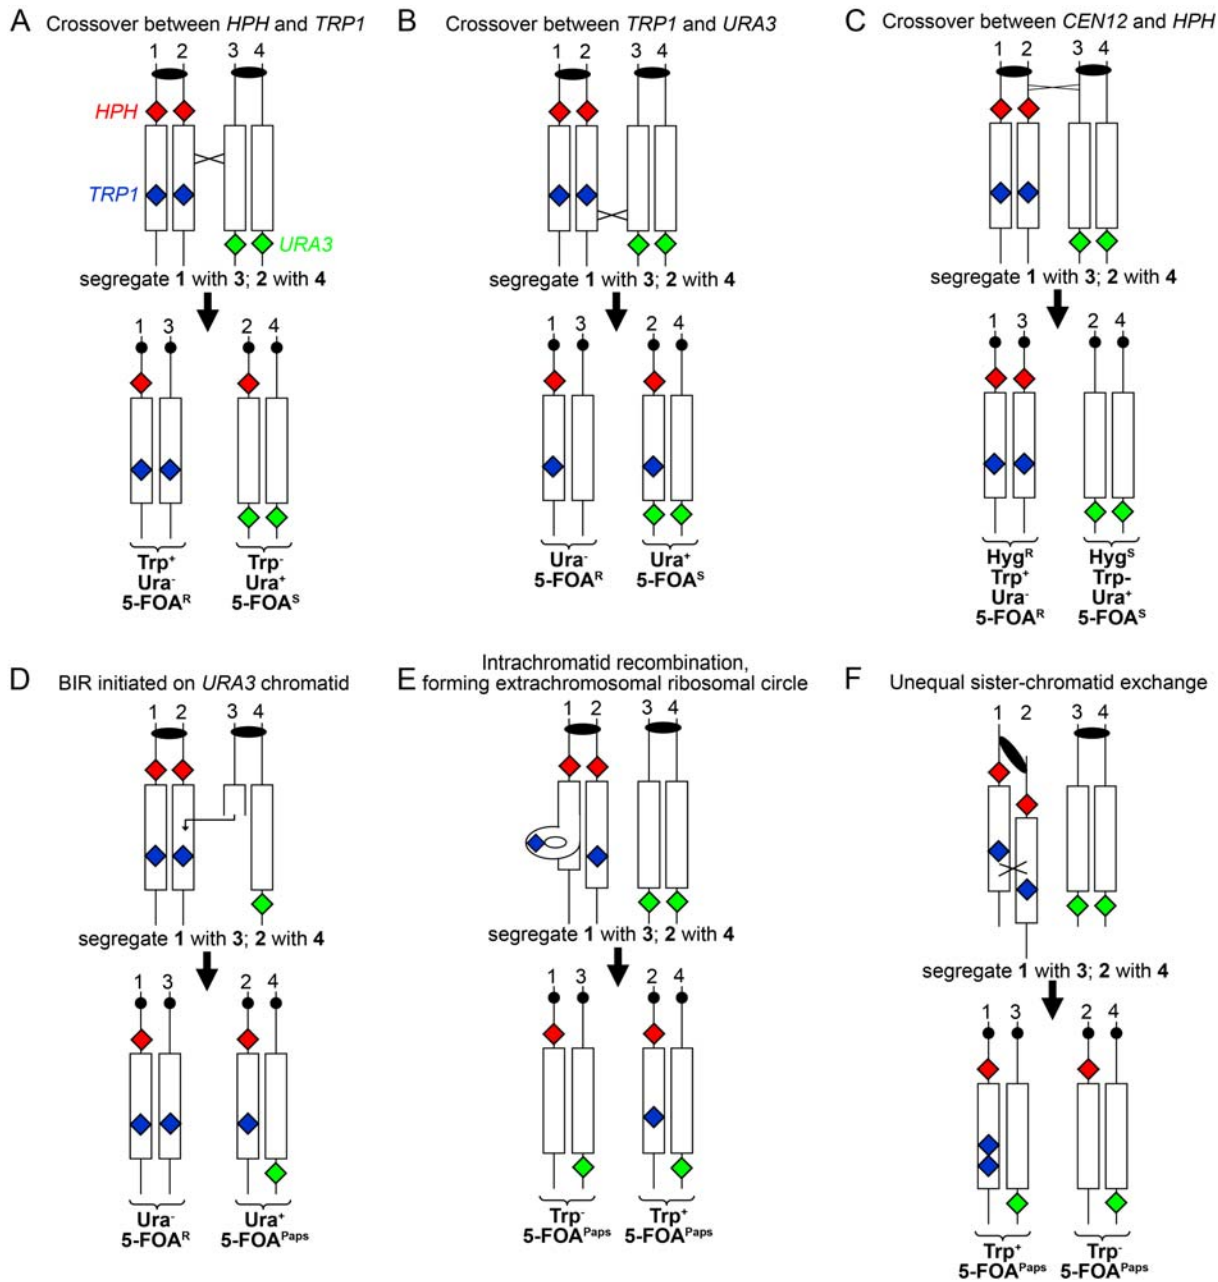 A Crossover between HPH and TRP1
1 2 3 4
HPH
TRP1
URA3
segregate 1 with 3; 2 with 4
1 3 2 4
Trp+
Ura-
5-FOAR
Trp-
Ura+
5-FOAS
B Crossover between TRP1 and URA3
1 2 3 4
segregate 1 with 3; 2 with 4
1 3 2 4
Ura-
5-FOAR
Ura+
5-FOAS
C Crossover between CEN12 and HPH
1 2 3 4
segregate 1 with 3; 2 with 4
1 3 2 4
HygR
Trp+
Ura-
5-FOAR
HygS
Trp-
Ura+
5-FOAS
D BIR initiated on URA3 chromatid
1 2 3 4
segregate 1 with 3; 2 with 4
1 3 2 4
Ura-
5-FOAR
Ura+
5-FOAPaps
E Intrachromatid recombination,
forming extrachromosomal ribosomal circle
1 2 3 4
segregate 1 with 3; 2 with 4
1 3 2 4
Trp-
5-FOAPaps
Trp+
5-FOAPaps
F Unequal sister-chromatid exchange
1 2 3 4
segregate 1 with 3; 2 with 4
1 3 2 4
Trp+
5-FOAPaps
Trp-
5-FOAPaps